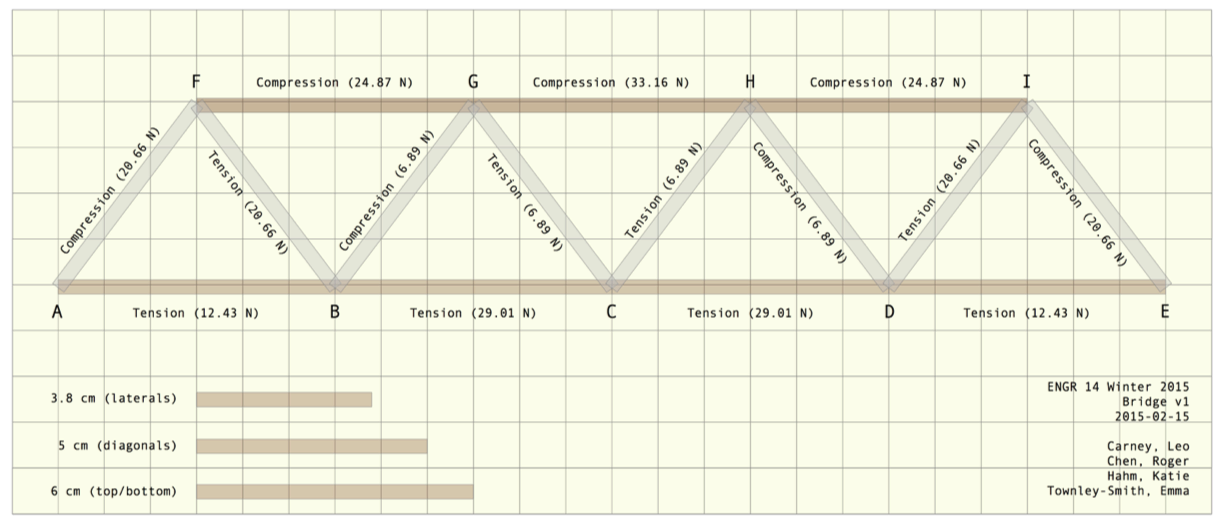 F
Compression (24.87 N)
G
Compression (33.16 N)
H
Compression (24.87 N)
I
Compression (20.66 N)
Tension (20.66 N)
Compression (6.89 N)
Tension (6.89 N)
Tension (6.89 N)
Compression (6.89 N)
Tension (20.66 N)
Compression (20.66 N)
A
Tension (12.43 N)
B
Tension (29.01 N)
C
Tension (29.01 N)
D
Tension (12.43 N)
E
3.8 cm (laterals)
5 cm (diagonals)
6 cm (top/bottom)
ENGR 14 Winter 2015
Bridge v1
2015-02-15
Carney, Leo
Chen, Roger
Hahm, Katie
Townley-Smith, Emma